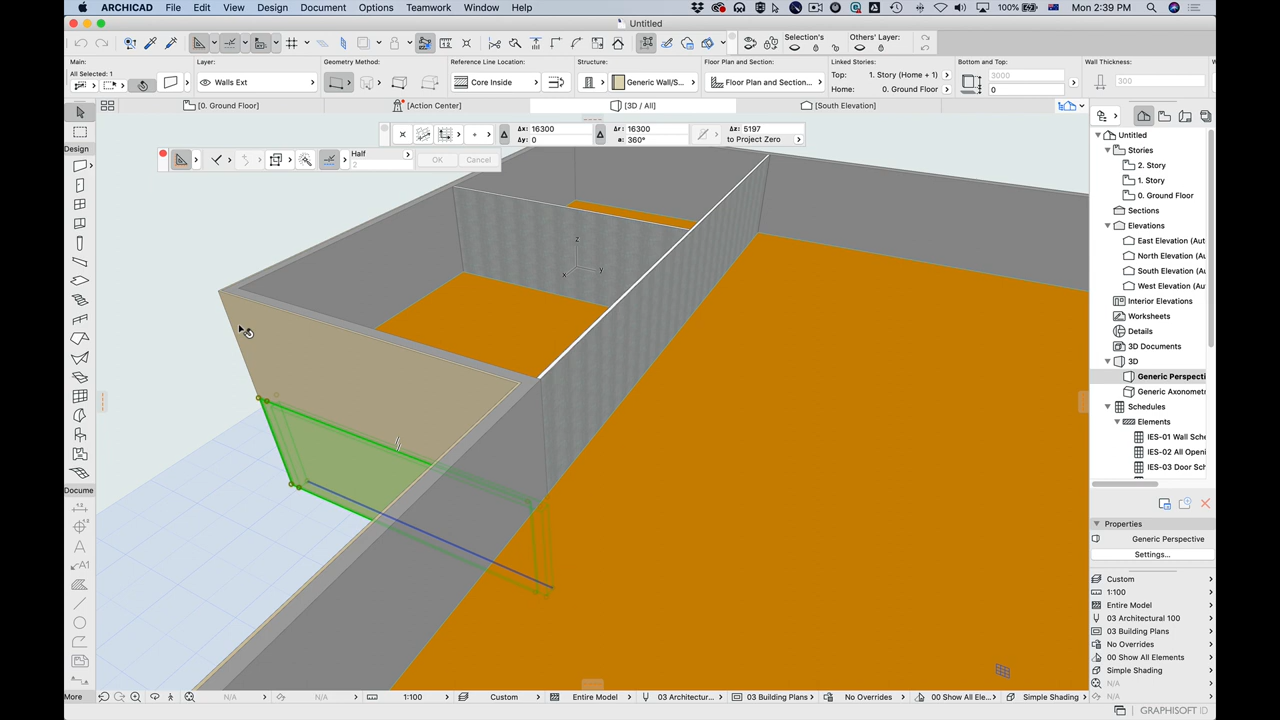 ARCHICAD File Edit View Design Document Options Teamwork Window Help
100% Mon 2:39 PM
Untitled
Selection's
Others' Layer:
Main:
Layer:
Geometry Method:
Reference Line Location:
Structure:
Floor Plan and Section:
Linked Stories:
Bottom and Top:
Wall Thickness:
All Selected: 1
Walls Ext
Core Inside
Generic Wall/S...
Floor Plan and Section...
Top: 1. Story (Home + 1)
Home: 0. Ground Floor
3000
0
300
[0. Ground Floor]
[Action Center]
[3D / All]
[South Elevation]
Δx: 16300
Δy: 0
Δr: 16300
a: 360°
Δz: 5197
to Project Zero
Half
2
OK
Cancel
Design
Docume
More
z
x
y
Untitled
Stories
2. Story
1. Story
0. Ground Floor
Sections
Elevations
East Elevation (Aut
North Elevation (Au
South Elevation (Au
West Elevation (Au
Interior Elevations
Worksheets
Details
3D Documents
3D
Generic Perspecti
Generic Axonomet
Schedules
Elements
IES-01 Wall Sche
IES-02 All Openi
IES-03 Door Sch
Properties
Generic Perspective
Settings...
Custom
1:100
Entire Model
03 Architectural 100
03 Building Plans
No Overrides
00 Show All Elements
Simple Shading
N/A
N/A
N/A
N/A
1:100
Custom
Entire Model
03 Architectur...
03 Building Plans
No Overrides
00 Show All Ele...
Simple Shading
GRAPHISOFT ID